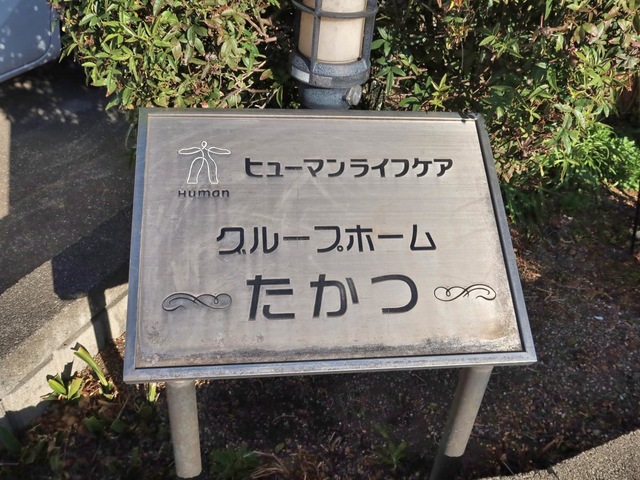 Human
ヒューマンライフケア
グループホーム
たかつ